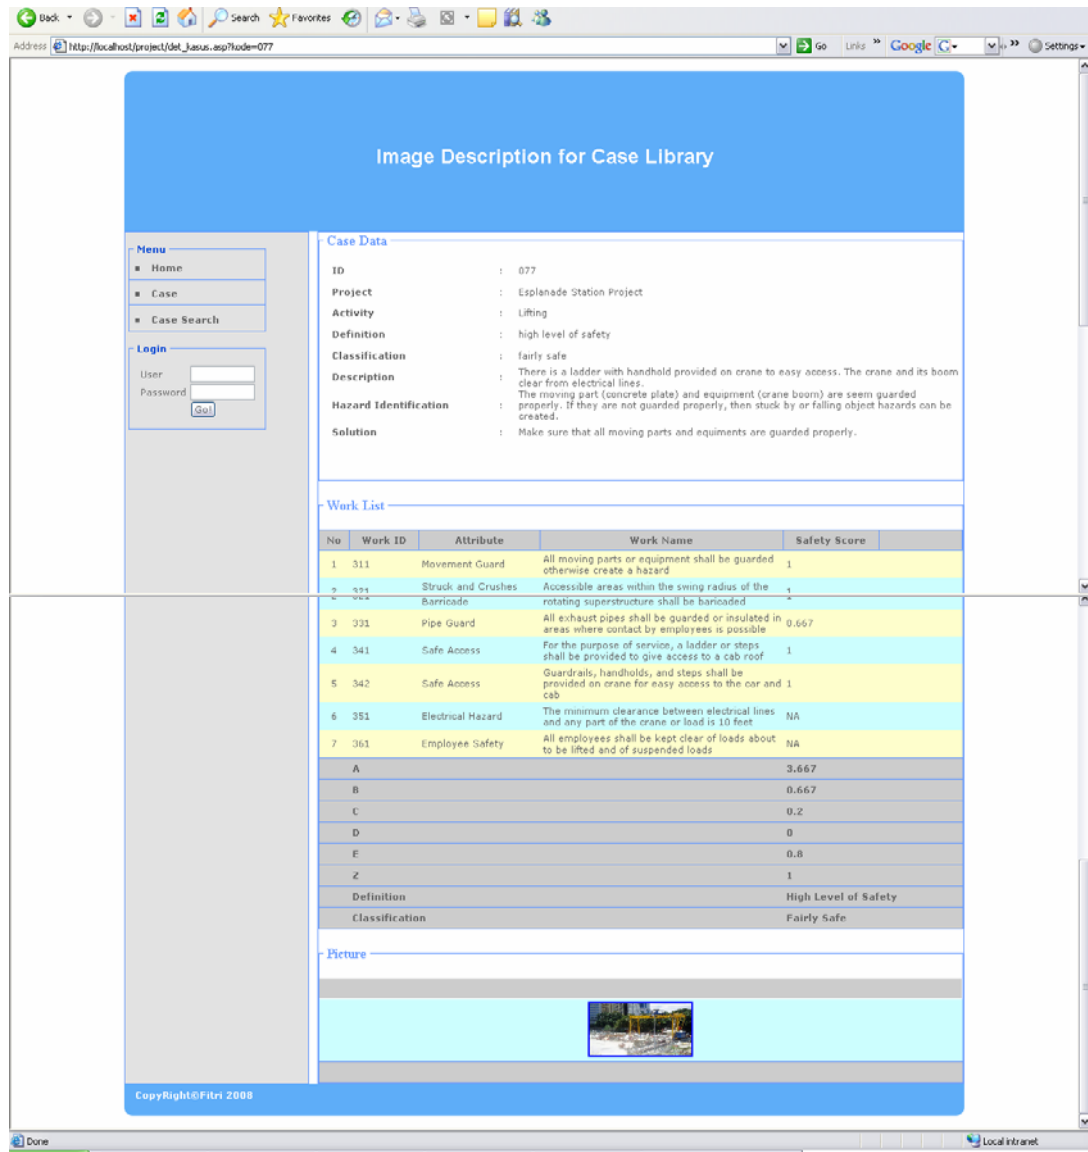 Back Search Favorites
Address http://localhost/project/det_kasus.asp?kode=077 Go Links » Google G » Settings
Image Description for Case Library
Menu
Home
Case
Case Search
Login
User
Password
Go!
Case Data
ID : 077
Project : Esplanade Station Project
Activity : Lifting
Definition : high level of safety
Classification : fairly safe
Description : There is a ladder with handhold provided on crane to easy access. The crane and its boom
clear from electrical lines.
Hazard Identification : The moving part (concrete plate) and equipment (crane boom) are seem guarded
properly. If they are not guarded properly, then stuck by or falling object hazards can be
created.
Solution : Make sure that all moving parts and equiments are guarded properly.
Work List
No Work ID Attribute Work Name Safety Score
1 311 Movement Guard All moving parts or equipment shall be guarded
otherwise create a hazard 1
2 321 Struck and Crushes Accessible areas within the swing radius of the
Barricade rotating superstructure shall be baricaded 1
3 331 Pipe Guard All exhaust pipes shall be guarded or insulated in
areas where contact by employees is possible 0.667
4 341 Safe Access For the purpose of service, a ladder or steps
shall be provided to give access to a cab roof 1
5 342 Safe Access Guardrails, handholds, and steps shall be
provided on crane for easy access to the car and
cab 1
6 351 Electrical Hazard The minimum clearance between electrical lines
and any part of the crane or load is 10 feet NA
7 361 Employee Safety All employees shall be kept clear of loads about
to be lifted and of suspended loads NA
A 3.667
B 0.667
C 0.2
D 0
E 0.8
Z 1
Definition High Level of Safety
Classification Fairly Safe
Picture
CopyRight©Fitri 2008
Done Local intranet